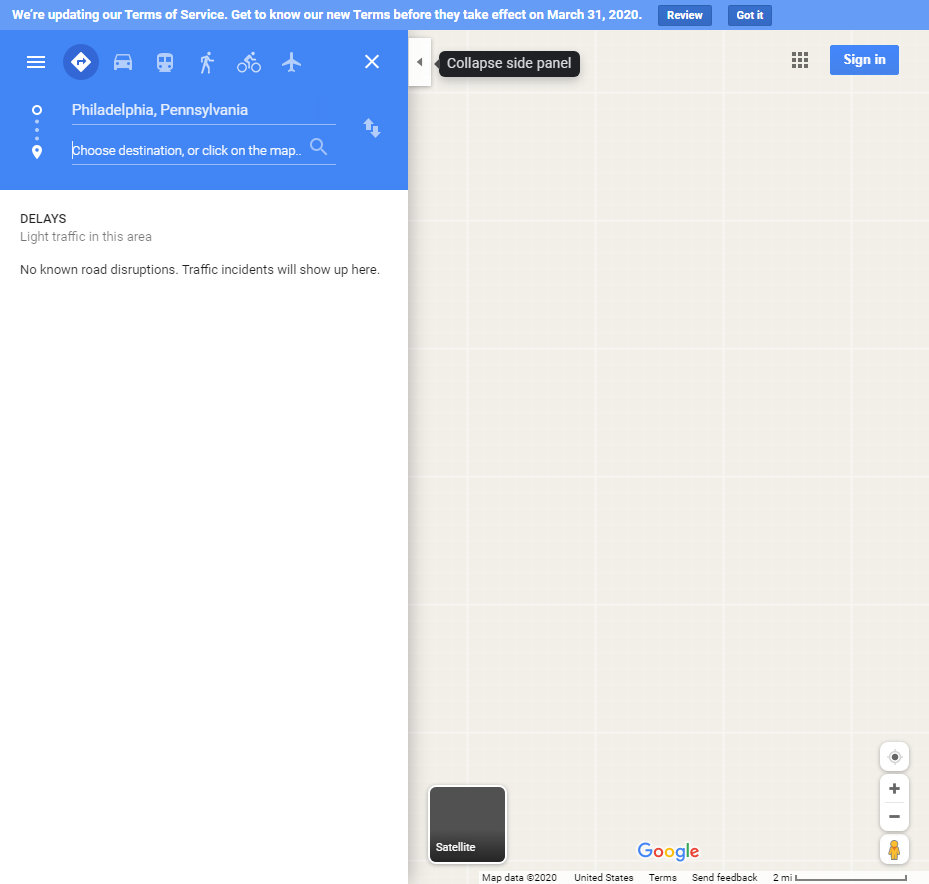 We're updating our Terms of Service. Get to know our new Terms before they take effect on March 31, 2020. Review Got it
Collapse side panel
Sign in
Philadelphia, Pennsylvania
Choose destination, or click on the map..
DELAYS
Light traffic in this area
No known road disruptions. Traffic incidents will show up here.
Satellite
Google
Map data ©2020 United States Terms Send feedback 2 mi